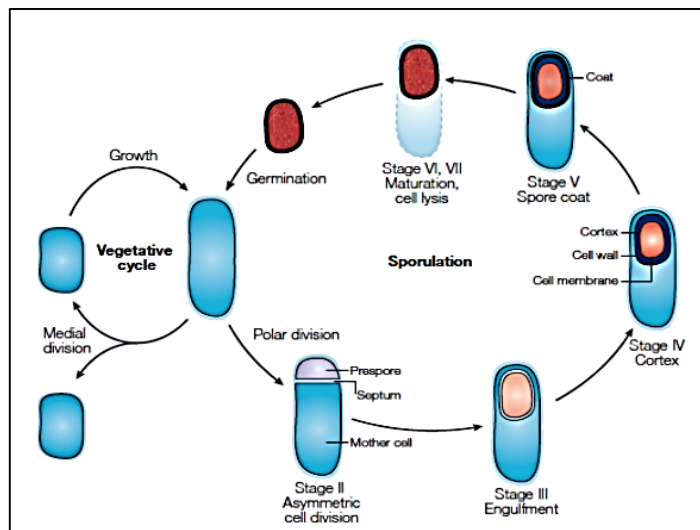 Coat
Growth
Germination
Stage VI, VII
Maturation,
cell lysis
Stage V
Spore coat
Vegetative
cycle
Sporulation
Cortex
Cell wall
Cell membrane
Medial
division
Polar division
Stage IV
Cortex
Prespore
Septum
Mother cell
Stage II
Asymmetric
cell division
Stage III
Engulfment